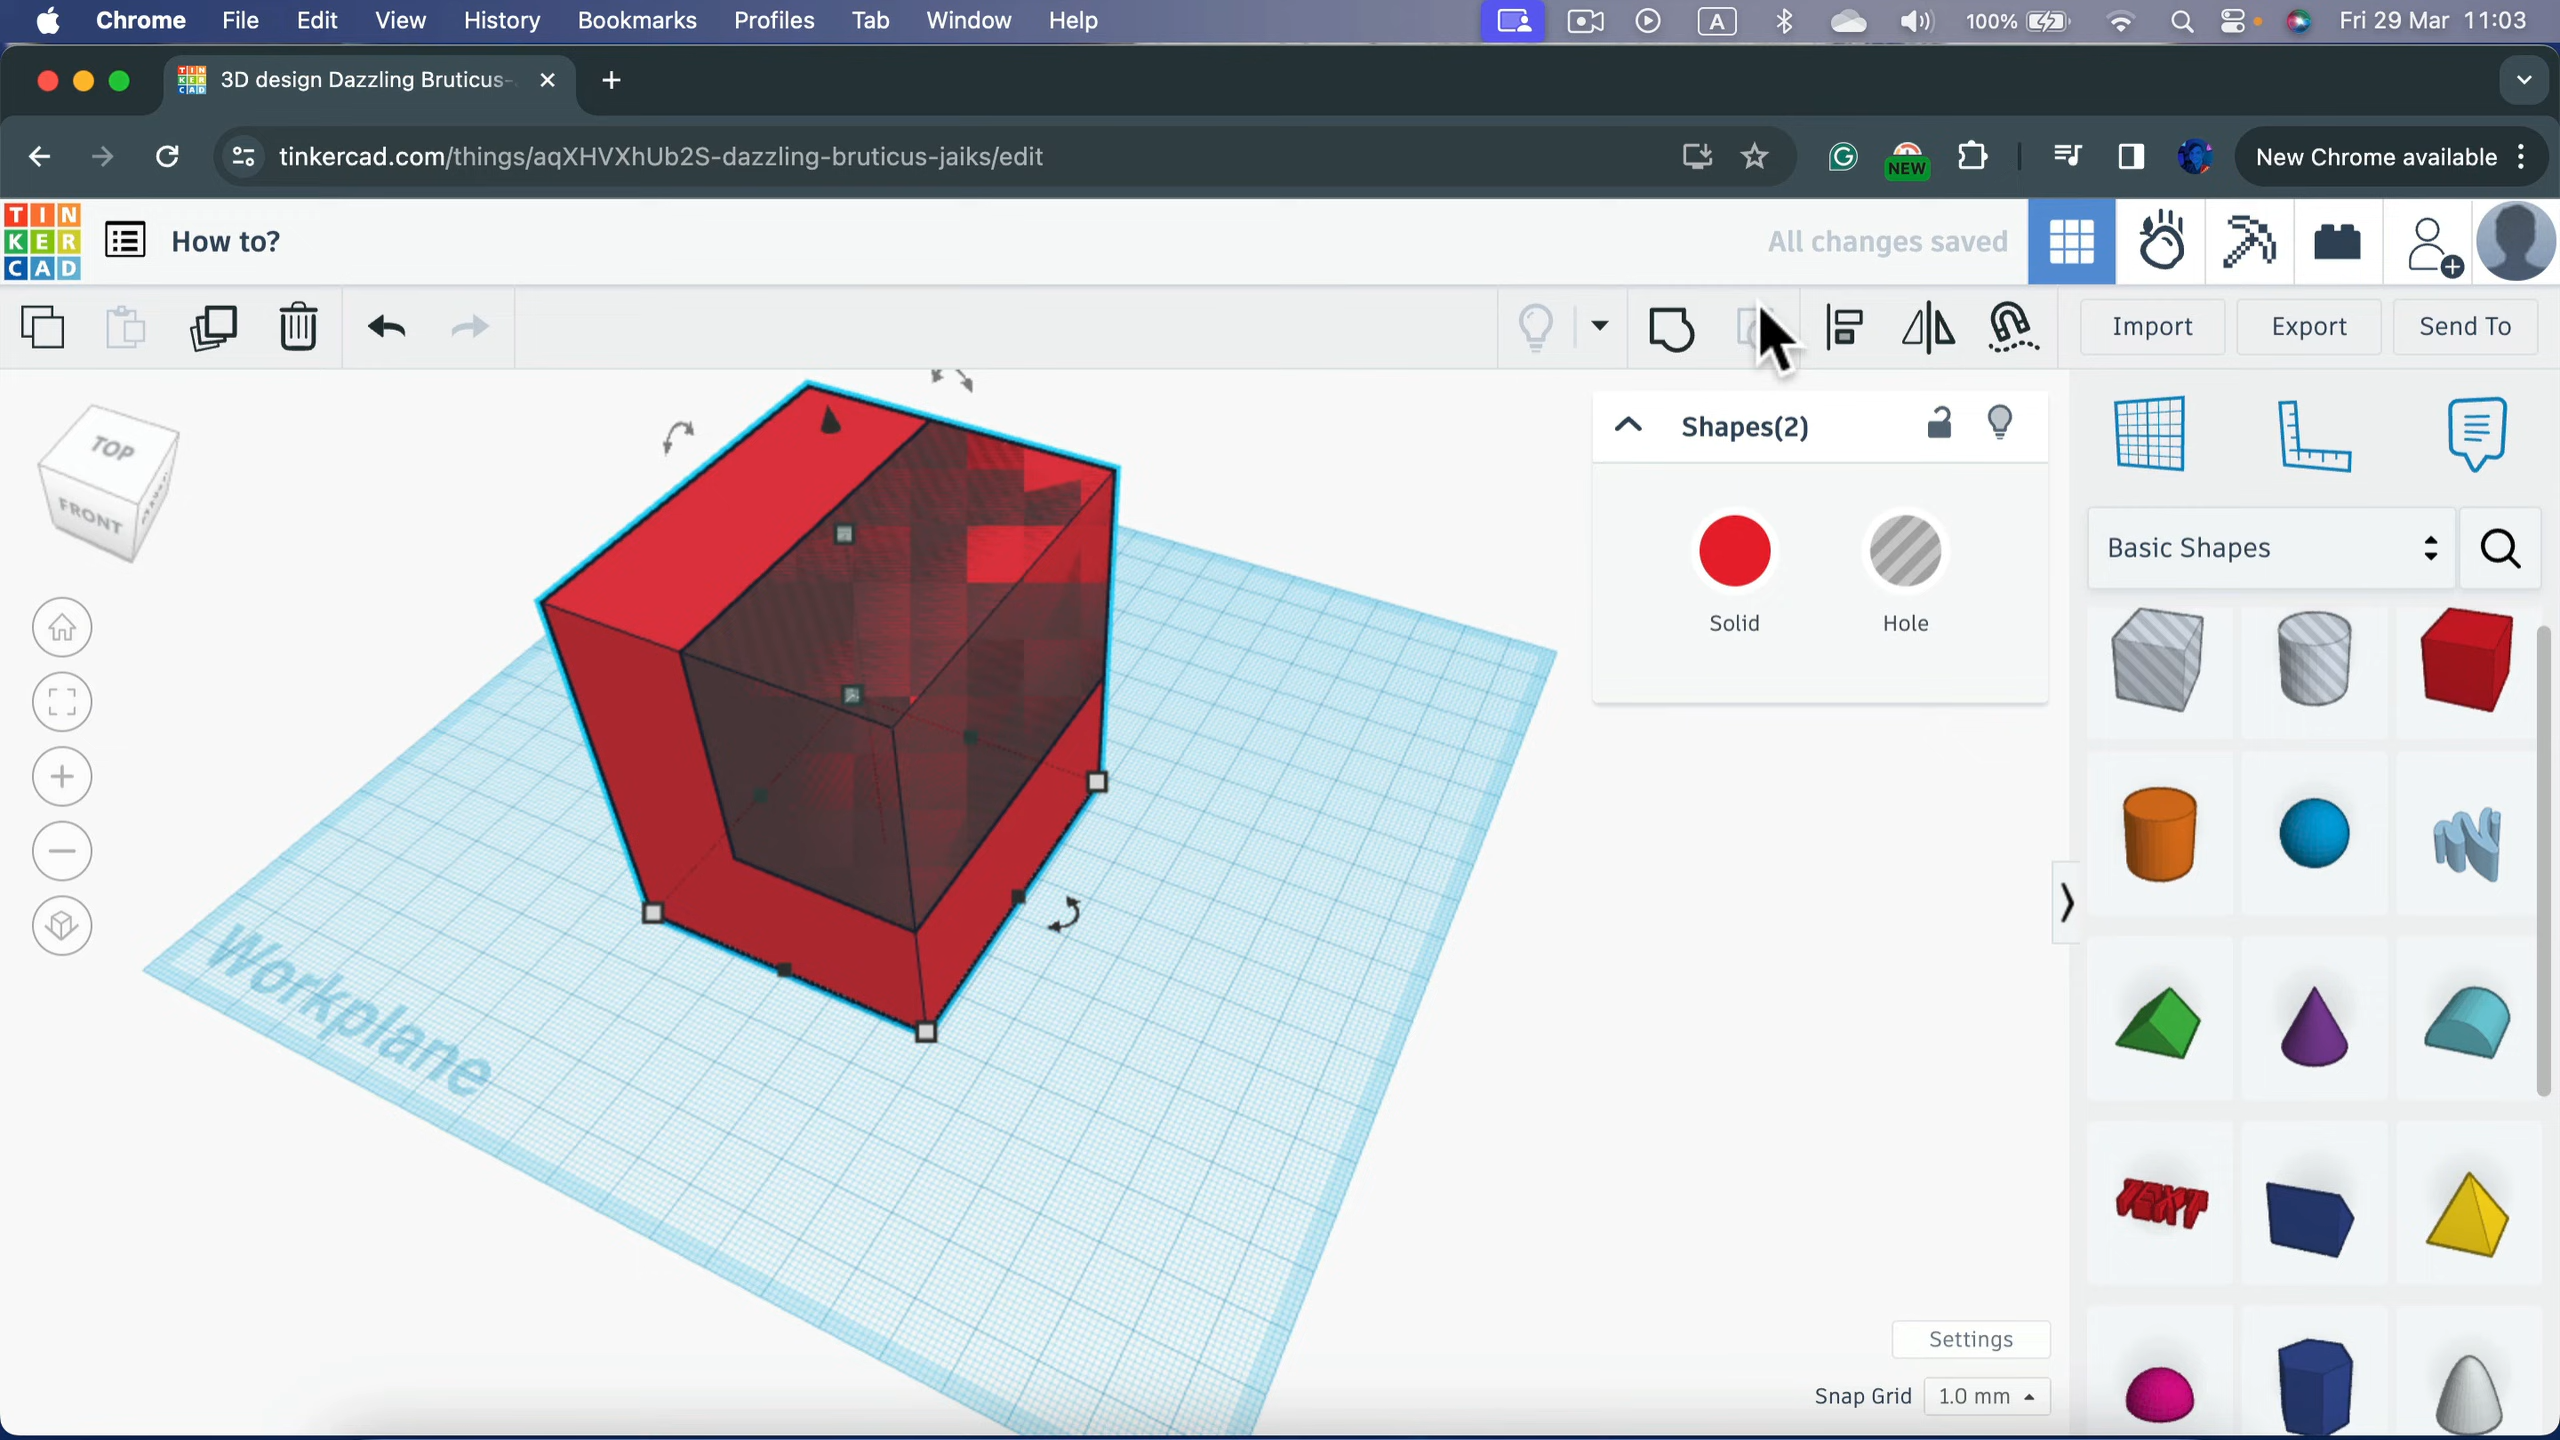 Chrome File Edit View History Bookmarks Profiles Tab Window Help A 100% Fri 29 Mar 11:03
3D design Dazzling Bruticus-
tinkercad.com/things/aqXHVXhUb2S-dazzling-bruticus-jaiks/edit NEW New Chrome available
TIN
KER
CAD
How to? All changes saved
Import Export Send To
TOP
FRONT
Shapes(2)
Solid Hole
Basic Shapes
Workplane
TEXT
Settings
Snap Grid 1.0 mm